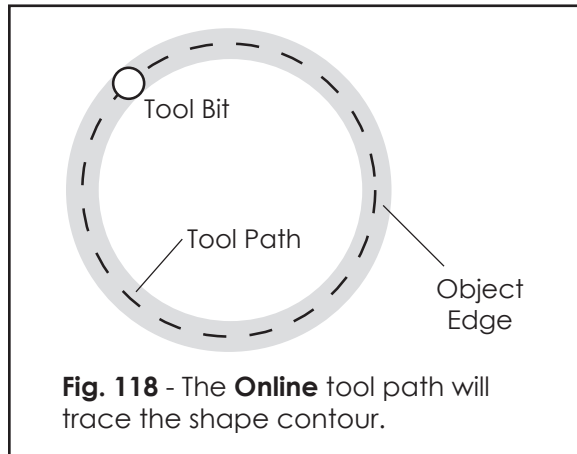 Tool Bit
Tool Path
Object
Edge
Fig. 118 - The Online tool path will
trace the shape contour.